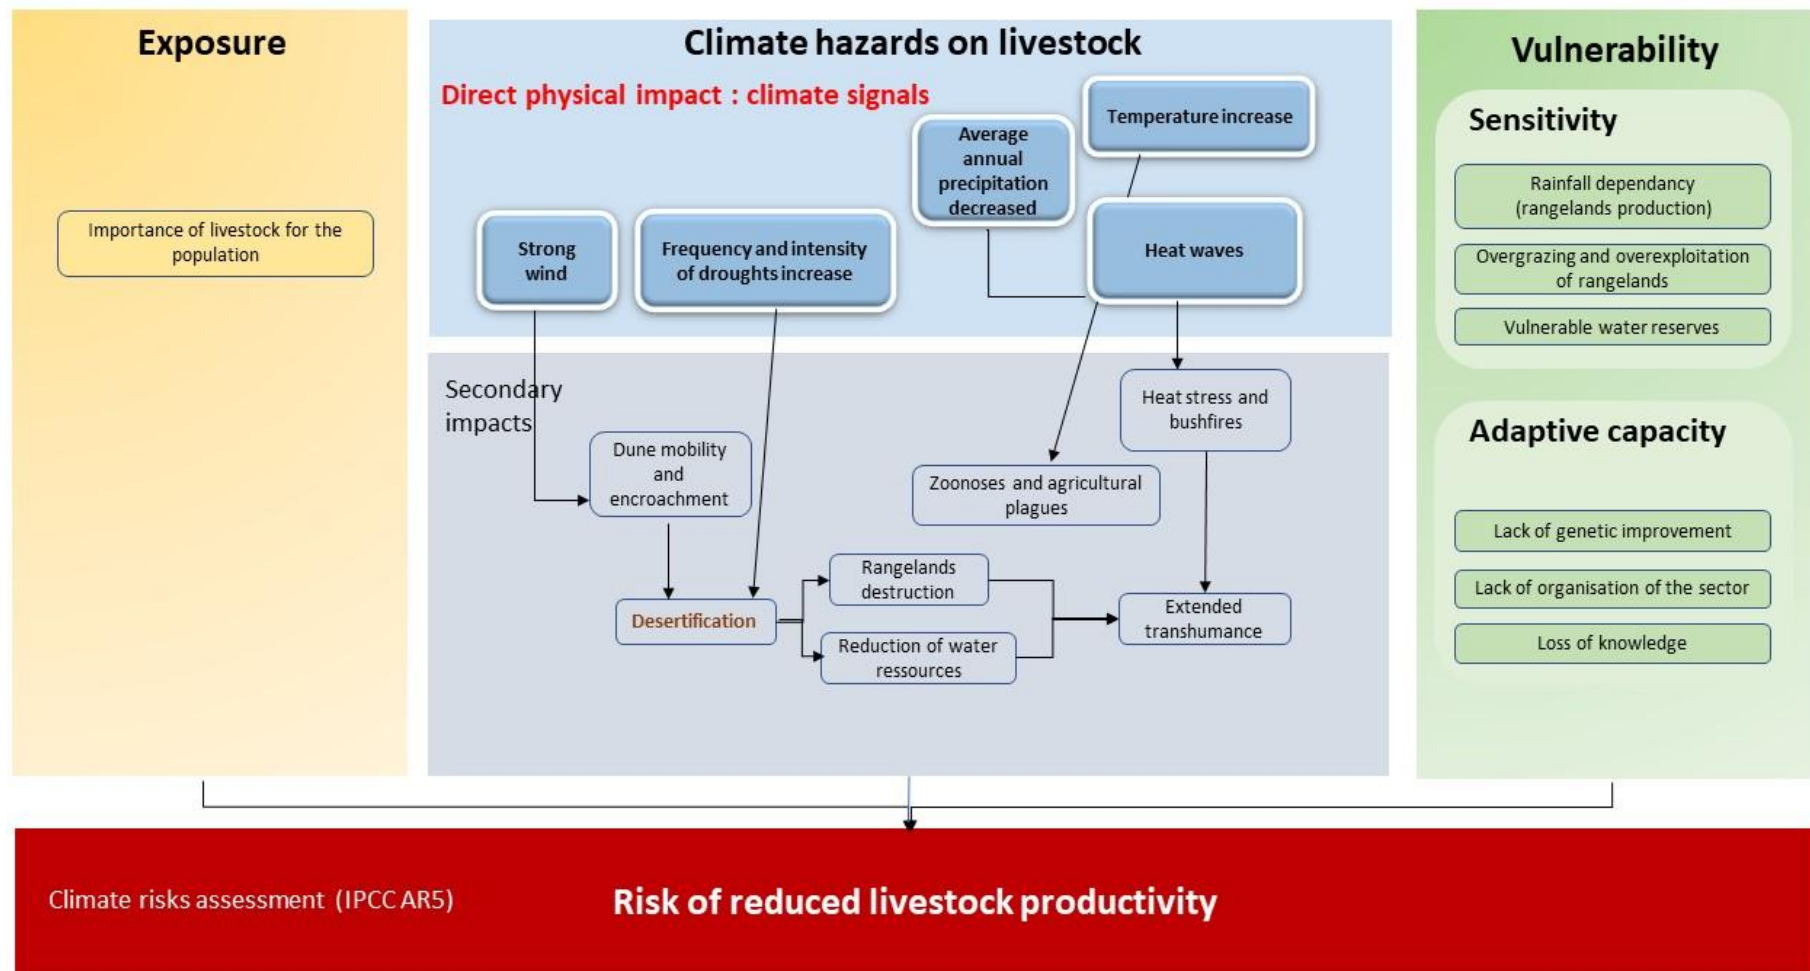 Exposure
Importance of livestock for the
population
Climate hazards on livestock
Direct physical impact : climate signals
Temperature increase
Average
annual
precipitation
decreased
Strong
wind
Frequency and intensity
of droughts increase
Heat waves
Secondary
impacts
Heat stress and
bushfires
Dune mobility
and
encroachment
Zoonoses and agricultural
plagues
Rangelands
destruction
Desertification
Extended
transhumance
Reduction of water
ressources
Vulnerability
Sensitivity
Rainfall dependancy
(rangelands production)
Overgrazing and overexploitation
of rangelands
Vulnerable water reserves
Adaptive capacity
Lack of genetic improvement
Lack of organisation of the sector
Loss of knowledge
Climate risks assessment (IPCC AR5)
Risk of reduced livestock productivity